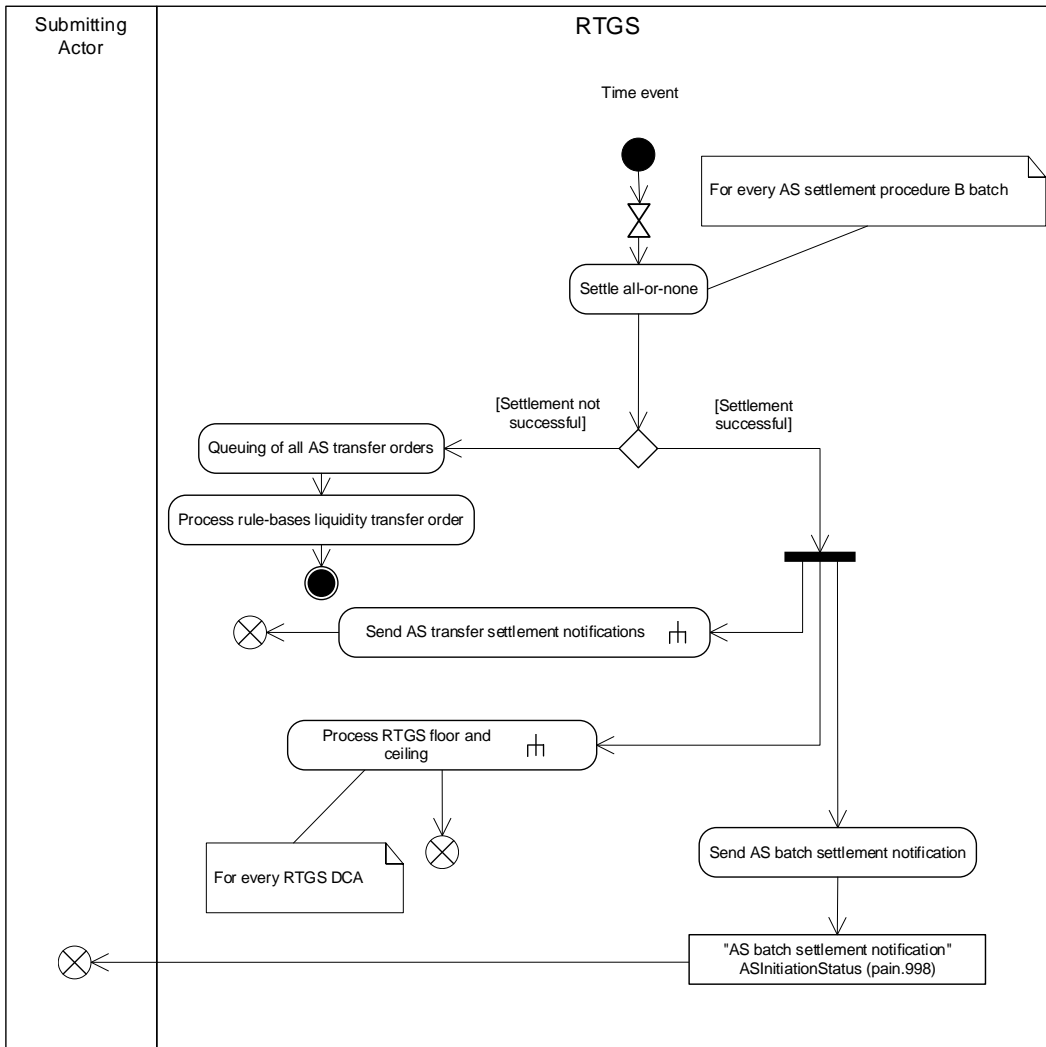 Submitting
Actor
RTGS
Time event
For every AS settlement procedure B batch
Settle all-or-none
[Settlement not
successful]
[Settlement
successful]
Queuing of all AS transfer orders
Process rule-bases liquidity transfer order
Send AS transfer settlement notifications
Process RTGS floor and
ceiling
For every RTGS DCA
Send AS batch settlement notification
"AS batch settlement notification"
ASInitiationStatus (pain.998)